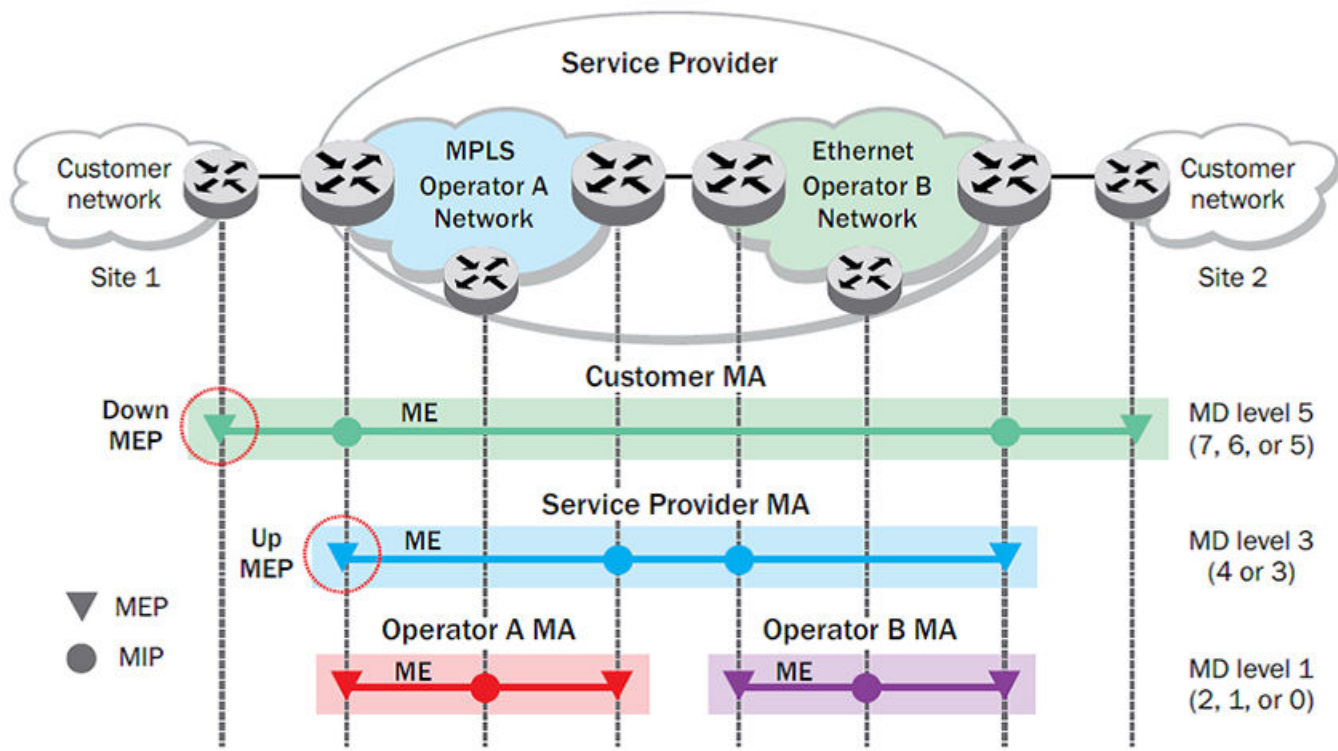 Service Provider
Customer
network
MPLS
Operator A
Network
Ethernet
Operator B
Network
Customer
network
Site 1
Site 2
Customer MA
Down
MEP
ME
MD level 5
(7, 6, or 5)
Service Provider MA
Up
MEP
ME
MD level 3
(4 or 3)
MEP
MIP
Operator A MA
Operator B MA
ME
ME
MD level 1
(2, 1, or 0)